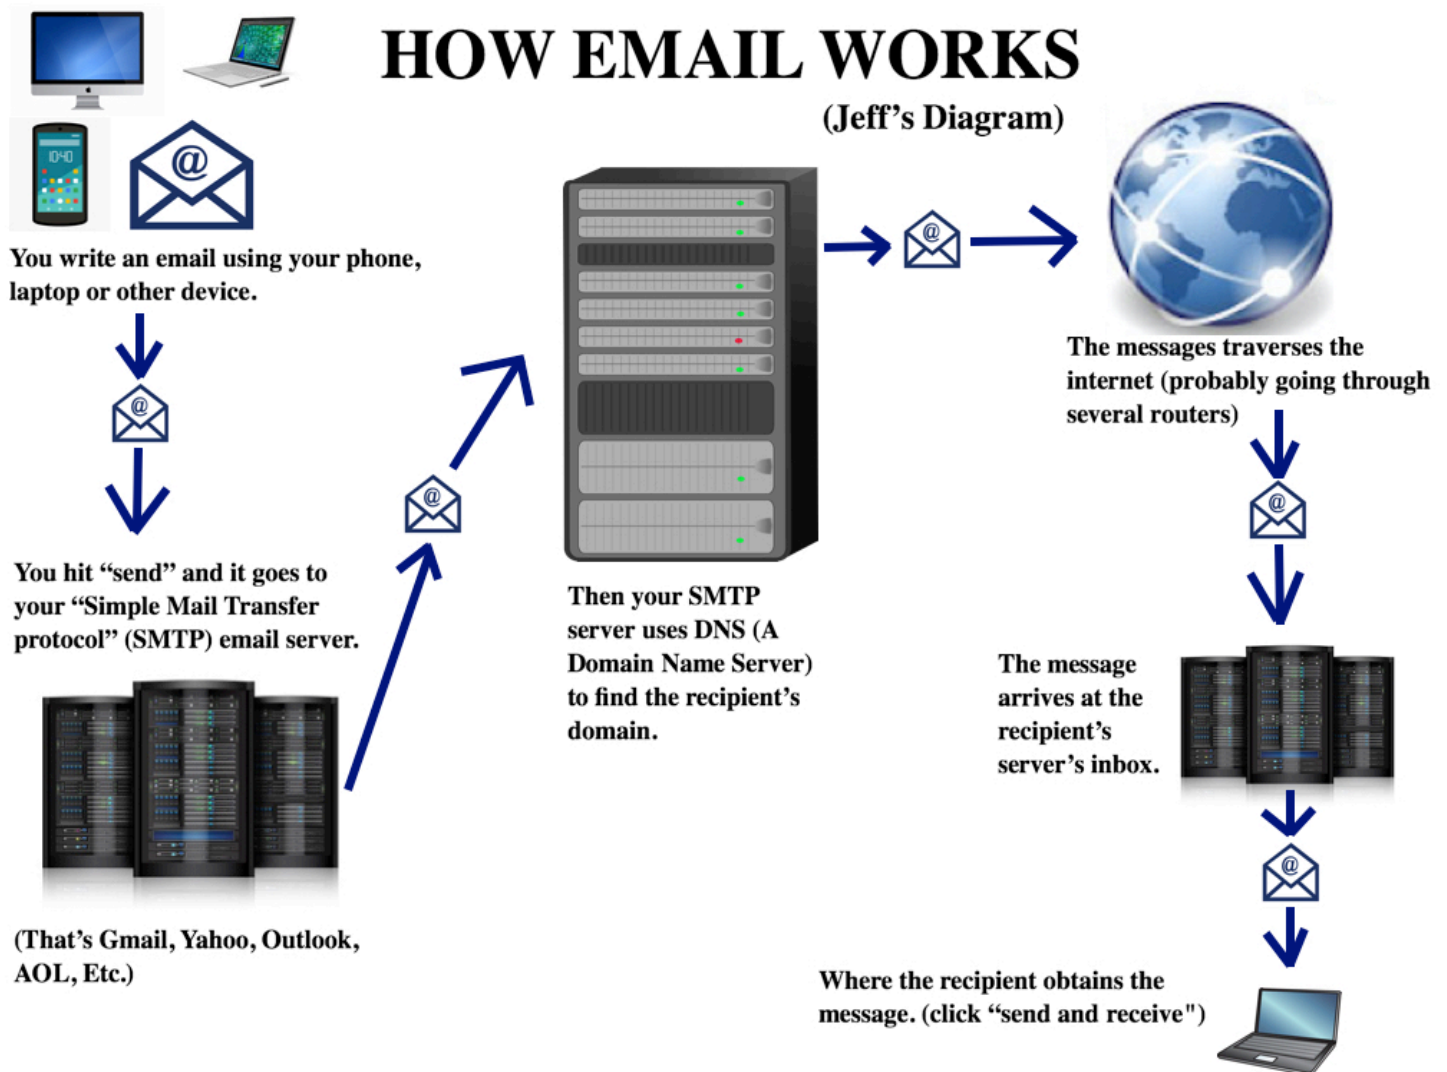 HOW EMAIL WORKS
(Jeff's Diagram)
10:40
@
You write an email using your phone,
laptop or other device.
@
You hit “send” and it goes to
your “Simple Mail Transfer
protocol” (SMTP) email server.
(That's Gmail, Yahoo, Outlook,
AOL, Etc.)
@
Then your SMTP
server uses DNS (A
Domain Name Server)
to find the recipient's
domain.
@
The messages traverses the
internet (probably going through
several routers)
@
The message
arrives at the
recipient's
server's inbox.
@
Where the recipient obtains the
message. (click “send and receive")